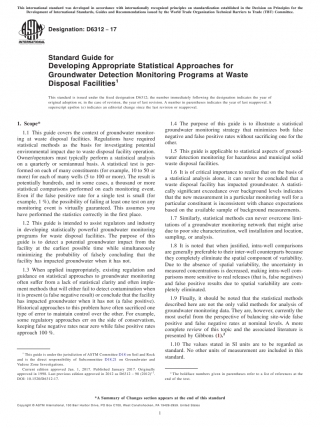 This international standard was developed in accordance with internationally recognized principles on standardization established in the Decision on Principles for the
Development of International Standards, Guides and Recommendations issued by the World Trade Organization Technical Barriers to Trade (TBT) Committee.
Designation: D6312 − 17
Standard Guide for
Developing Appropriate Statistical Approaches for
Groundwater Detection Monitoring Programs at Waste
Disposal Facilities1
This standard is issued under the fixed designation D6312; the number immediately following the designation indicates the year of
original adoption or, in the case of revision, the year of last revision. A number in parentheses indicates the year of last reapproval. A
superscript epsilon (ε) indicates an editorial change since the last revision or reapproval.
1. Scope*
1.1 This guide covers the context of groundwater monitor-
ing at waste disposal facilities. Regulations have required
statistical methods as the basis for investigating potential
environmental impact due to waste disposal facility operation.
Owner/operators must typically perform a statistical analysis
on a quarterly or semiannual basis. A statistical test is per-
formed on each of many constituents (for example, 10 to 50 or
more) for each of many wells (5 to 100 or more). The result is
potentially hundreds, and in some cases, a thousand or more
statistical comparisons performed on each monitoring event.
Even if the false positive rate for a single test is small (for
example, 1 %), the possibility of failing at least one test on any
monitoring event is virtually guaranteed. This assumes you
have performed the statistics correctly in the first place.
1.2 This guide is intended to assist regulators and industry
in developing statistically powerful groundwater monitoring
programs for waste disposal facilities. The purpose of this
guide is to detect a potential groundwater impact from the
facility at the earliest possible time while simultaneously
minimizing the probability of falsely concluding that the
facility has impacted groundwater when it has not.
1.3 When applied inappropriately, existing regulation and
guidance on statistical approaches to groundwater monitoring
often suffer from a lack of statistical clarity and often imple-
ment methods that will either fail to detect contamination when
it is present (a false negative result) or conclude that the facility
has impacted groundwater when it has not (a false positive).
Historical approaches to this problem have often sacrificed one
type of error to maintain control over the other. For example,
some regulatory approaches err on the side of conservatism,
keeping false negative rates near zero while false positive rates
approach 100 %.
1.4 The purpose of this guide is to illustrate a statistical
groundwater monitoring strategy that minimizes both false
negative and false positive rates without sacrificing one for the
other.
1.5 This guide is applicable to statistical aspects of ground-
water detection monitoring for hazardous and municipal solid
waste disposal facilities.
1.6 It is of critical importance to realize that on the basis of
a statistical analysis alone, it can never be concluded that a
waste disposal facility has impacted groundwater. A statisti-
cally significant exceedance over background levels indicates
that the new measurement in a particular monitoring well for a
particular constituent is inconsistent with chance expectations
based on the available sample of background measurements.
1.7 Similarly, statistical methods can never overcome limi-
tations of a groundwater monitoring network that might arise
due to poor site characterization, well installation and location,
sampling, or analysis.
1.8 It is noted that when justified, intra-well comparisons
are generally preferable to their inter-well counterparts because
they completely eliminate the spatial component of variability.
Due to the absence of spatial variability, the uncertainty in
measured concentrations is decreased, making intra-well com-
parisons more sensitive to real releases (that is, false negatives)
and false positive results due to spatial variability are com-
pletely eliminated.
1.9 Finally, it should be noted that the statistical methods
described here are not the only valid methods for analysis of
groundwater monitoring data. They are, however, currently the
most useful from the perspective of balancing site-wide false
positive and false negative rates at nominal levels. A more
complete review of this topic and the associated literature is
presented by Gibbons (1).2
1.10 The values stated in SI units are to be regarded as
standard. No other units of measurement are included in this
standard.
1 This guide is under the jurisdiction of ASTM Committee D18 on Soil and Rock
and is the direct responsibility of Subcommittee D18.21 on Groundwater and
Vadose Zone Investigations.
Current edition approved Jan. 1, 2017. Published January 2017. Originally
DOI: 10.1520/D6312-17.
2 The boldface numbers given in parentheses refer to a list of references at the
end of the text.
*A Summary of Changes section appears at the end of this standard
Copyright © ASTM International, 100 Barr Harbor Drive, PO Box C700, West Conshohocken, PA 19428-2959. United States
1